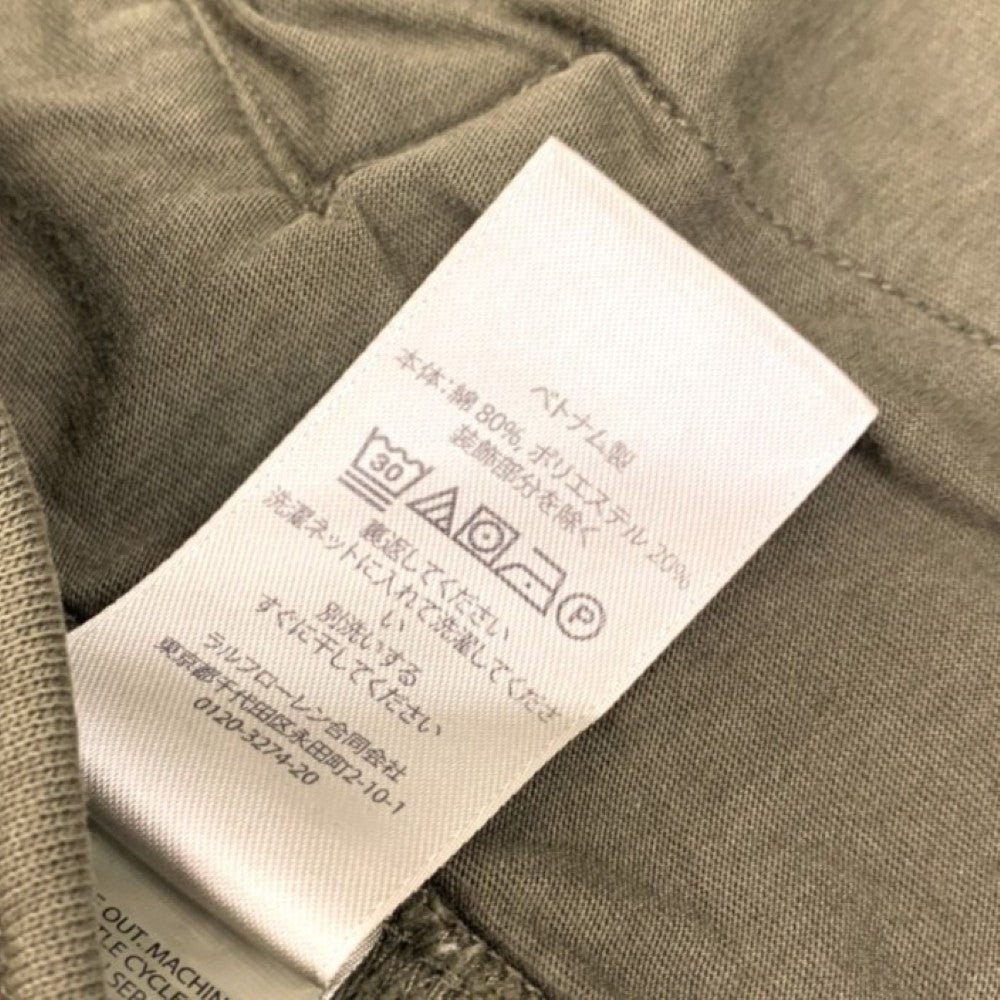 ベトナム製
本体：綿 80%, ポリエステル 20%
装飾部分を除く
30
P
裏返してください
洗濯ネットに入れて洗濯してくださ
い
別洗いする
すぐに干してください
ラルフローレン合同会社
東京都千代田区永田町2-10-1
0120-3274-20
OUT. MACHIN
CYCLE
SER